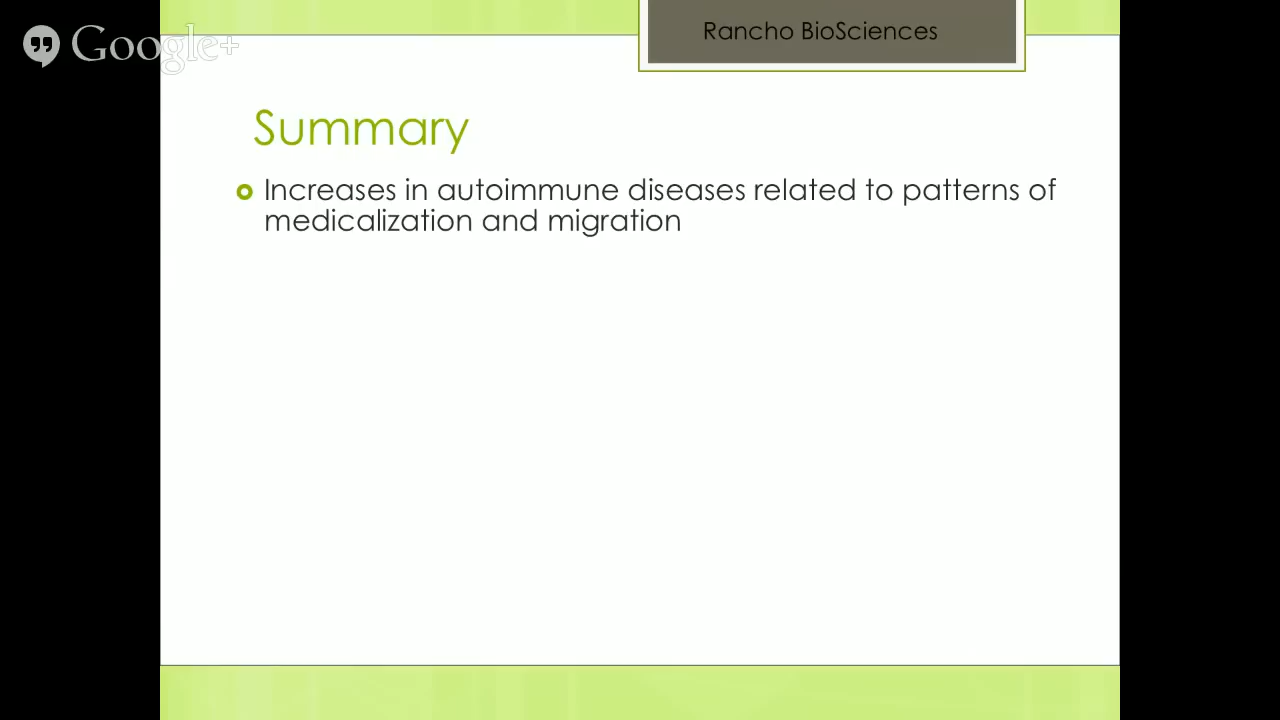 Google+
Rancho BioSciences
Summary
Increases in autoimmune diseases related to patterns of
medicalization and migration